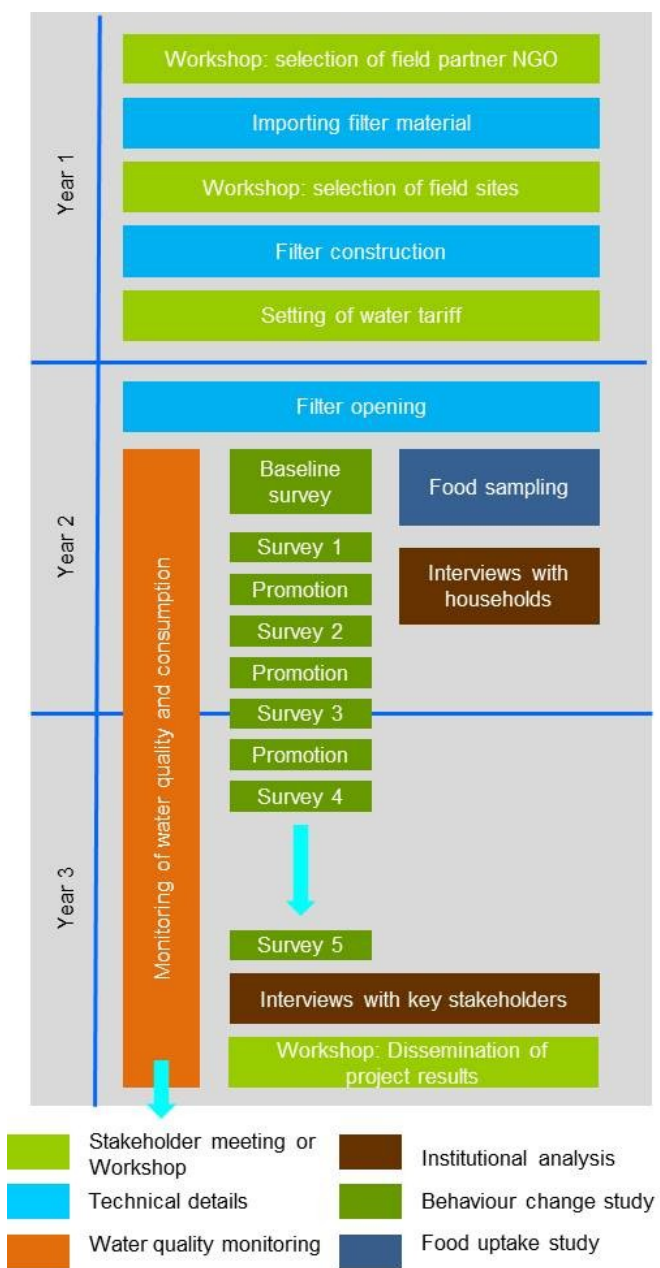 Year 1
Workshop: selection of field partner NGO
Importing filter material
Workshop: selection of field sites
Filter construction
Setting of water tariff
Year 2
Filter opening
Monitoring of water quality and consumption
Baseline
survey
Food sampling
Survey 1
Interviews with
households
Promotion
Survey 2
Promotion
Survey 3
Year 3
Promotion
Survey 4
Survey 5
Interviews with key stakeholders
Workshop: Dissemination of
project results
Stakeholder meeting or
Workshop
Technical details
Water quality monitoring
Institutional analysis
Behaviour change study
Food uptake study